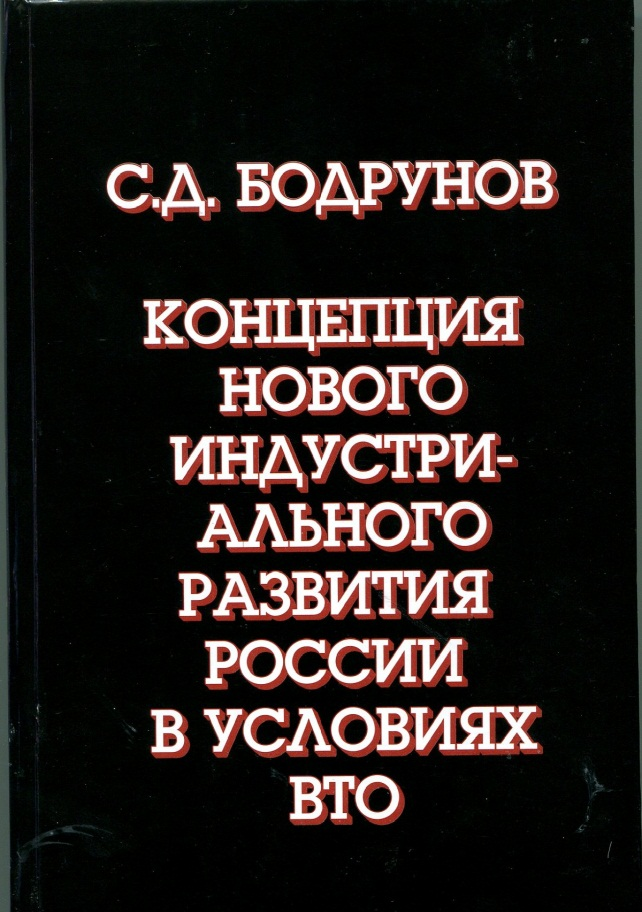 С.Д. БОДРУНОВ
КОНЦЕПЦИЯ
НОВОГО
ИНДУСТРИ-
АЛЬНОГО
РАЗВИТИЯ
РОССИИ
В УСЛОВИЯХ
ВТО